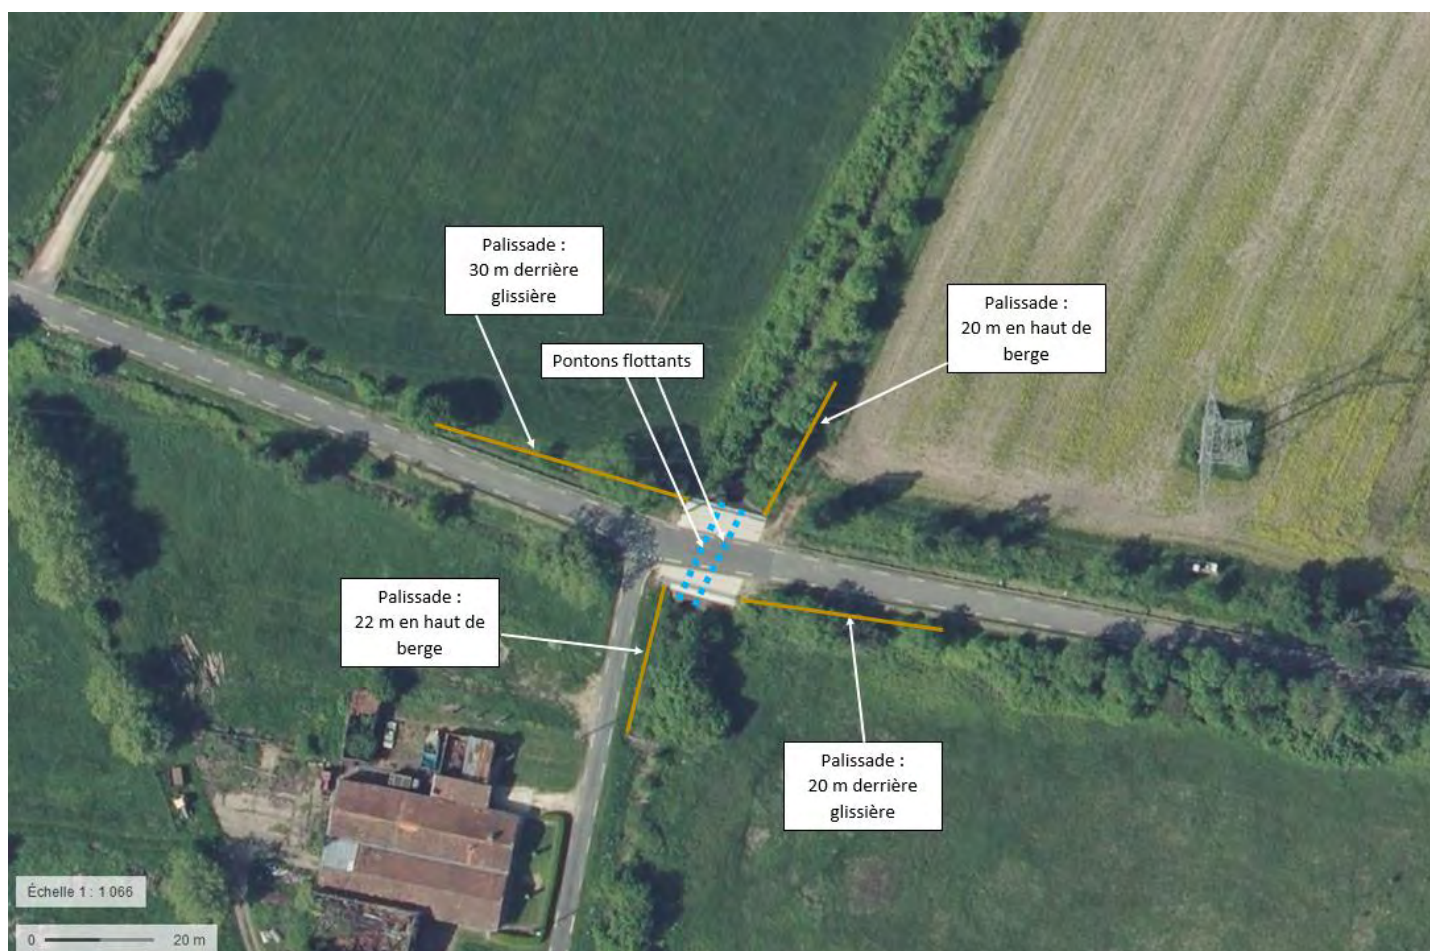 Palissade :
30 m derrière
glissière
Palissade :
20 m en haut de
berge
Pontons flottants
Palissade :
22 m en haut de
berge
Palissade :
20 m derrière
glissière
Échelle 1 : 1 066
0 20 m